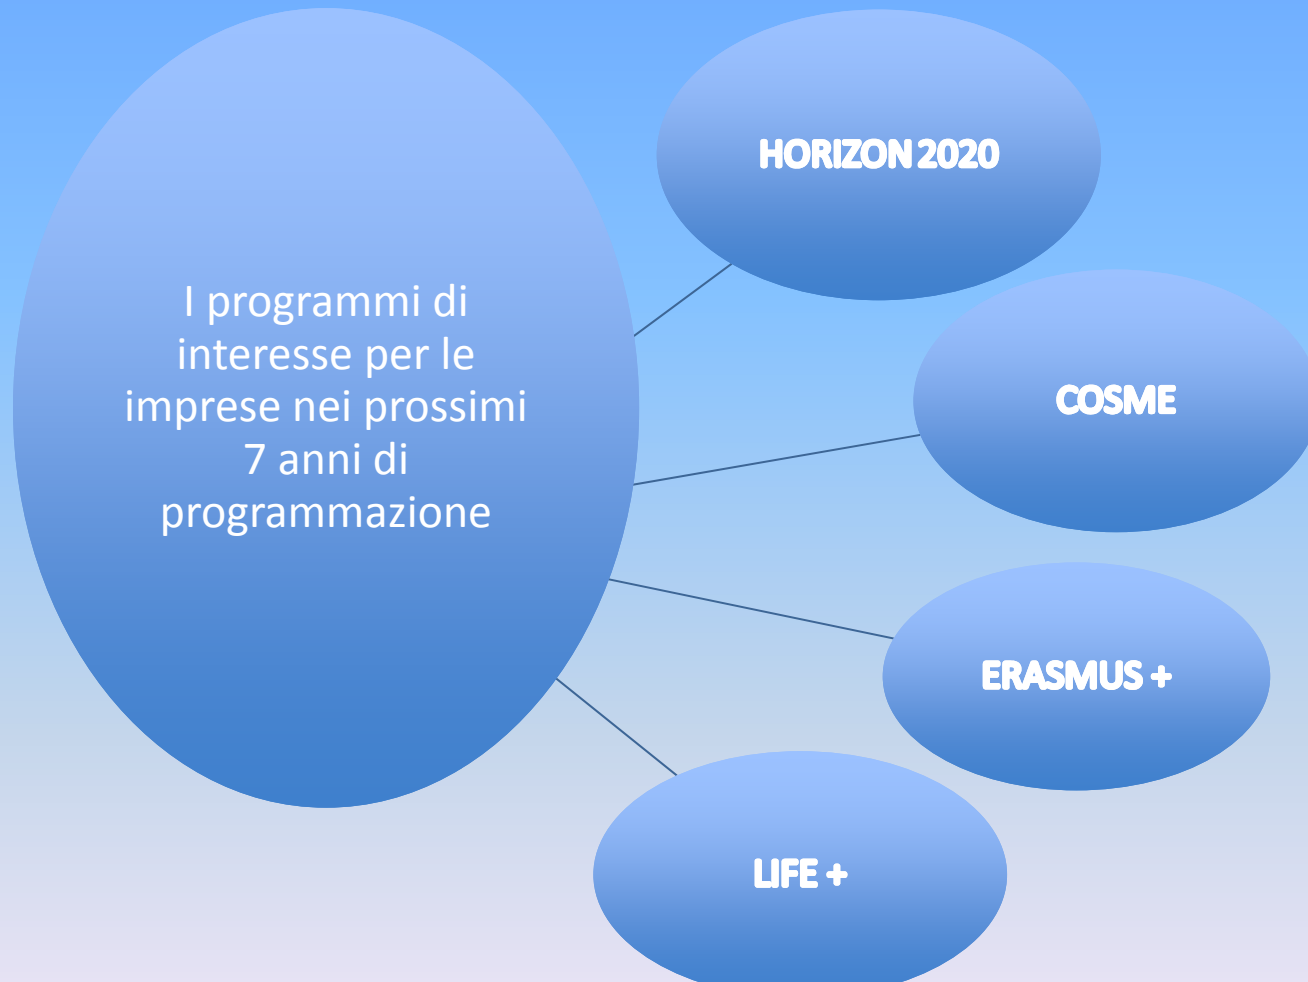 I programmi di
interesse per le
imprese nei prossimi
7 anni di
programmazione
HORIZON 2020
COSME
ERASMUS +
LIFE +